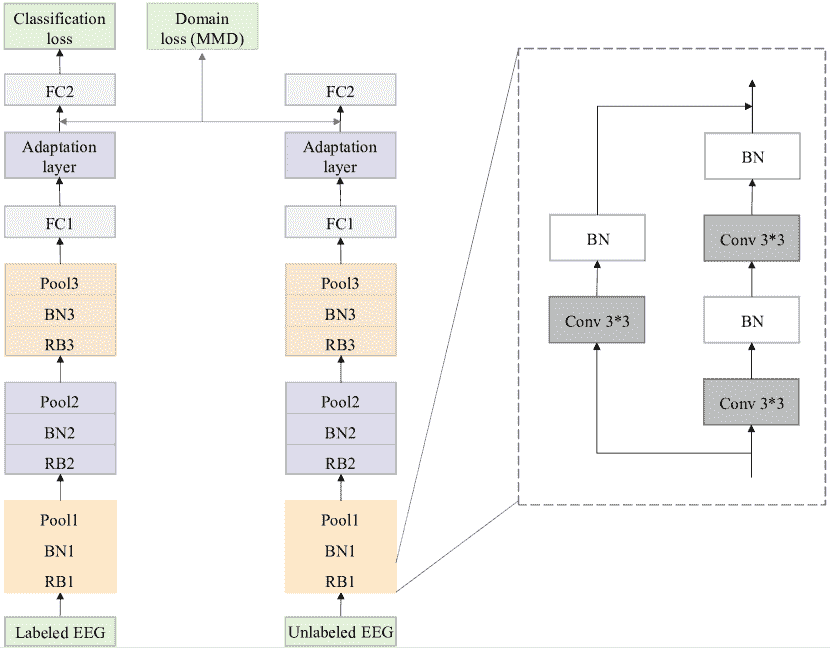 Classification
loss
Domain
loss (MMD)
FC2
FC2
Adaptation
layer
Adaptation
layer
FC1
FC1
Pool3
BN3
RB3
Pool3
BN3
RB3
Pool2
BN2
RB2
Pool2
BN2
RB2
Pool1
BN1
RB1
Pool1
BN1
RB1
Labeled EEG
Unlabeled EEG
BN
BN
Conv 3*3
Conv 3*3
BN
Conv 3*3